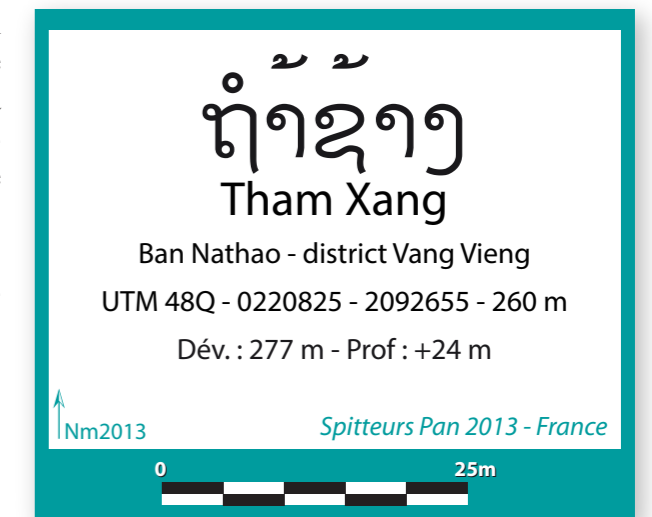 ຖ້ຳຊ້າງ
Tham Xang
Ban Nathao - district Vang Vieng
UTM 48Q - 0220825 - 2092655 - 260 m
Dév. : 277 m - Prof : +24 m
Nm2013
Spitteurs Pan 2013 - France
0 25m